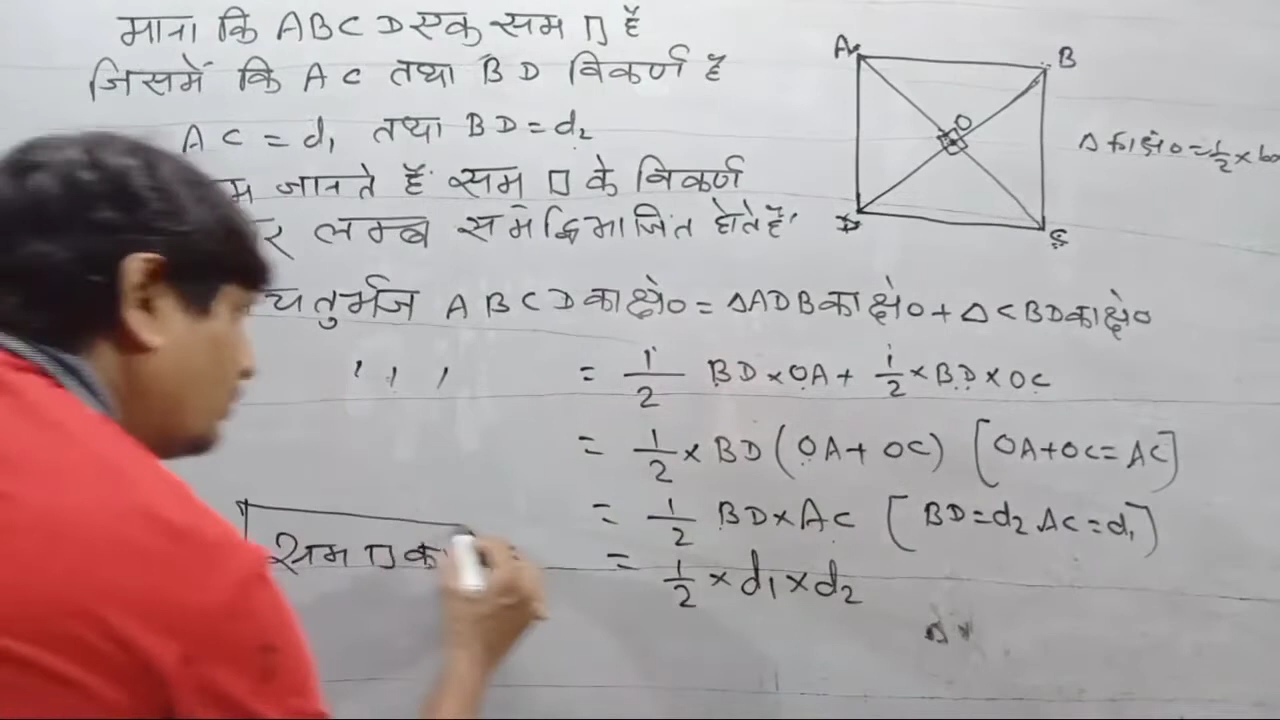 माना कि ABCD एक सम □ है
जिसमें कि AC तथा BD विकर्ण है
AC = d₁ तथा BD = d₂
जानते हैं सम □ के विकर्ण
लम्ब समद्विभाजित होते हैं,
चतुर्भज ABCD का क्षे० = ΔADB का क्षे० + ΔCBD का क्षे०
,,, = 1/2 BD×OA + 1/2×BD×OC
= 1/2 × BD (OA+OC) [OA+OC=AC]
= 1/2 BD×AC [BD=d₂ AC=d₁]
सम □ का = 1/2 × d₁ × d₂
A
B
O
D
C
Δ का क्षे० = 1/2 ×